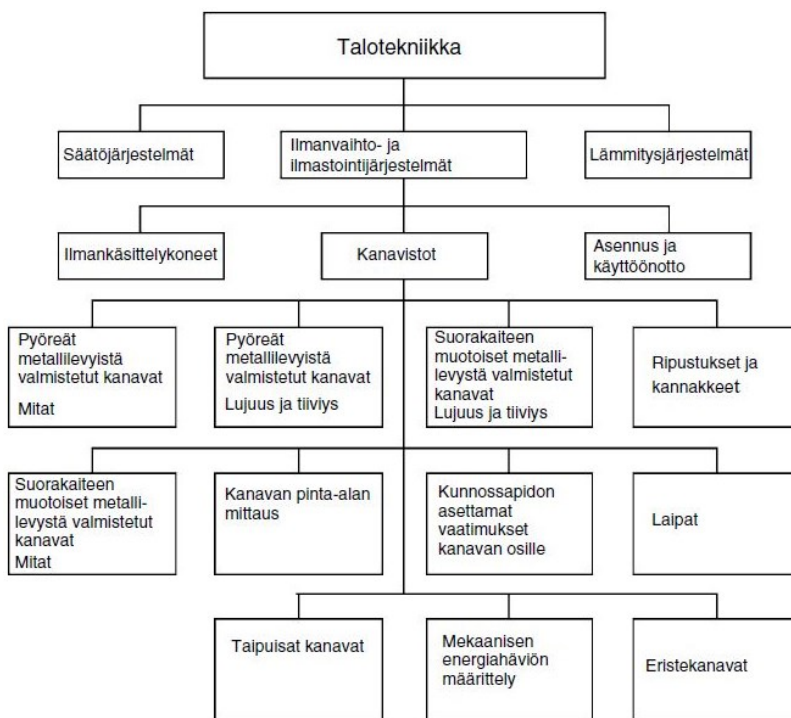 Talotekniikka
Säätöjärjestelmät
Ilmanvaihto- ja
ilmastointijärjestelmät
Lämmitysjärjestelmät
Ilmankäsittelykoneet
Kanavistot
Asennus ja
käyttöönotto
Pyöreät
metallilevyistä
valmistetut kanavat
Mitat
Pyöreät
metallilevyistä
valmistetut kanavat
Lujuus ja tiiviys
Suorakaiteen
muotoiset metalli-
levystä valmistetut
kanavat
Lujuus ja tiiviys
Ripustukset ja
kannakkeet
Suorakaiteen
muotoiset metalli-
levystä valmistetut
kanavat
Mitat
Kanavan pinta-alan
mittaus
Kunnossapidon
asettamat
vaatimukset
kanavan osille
Laipat
Taipuisat kanavat
Mekaanisen
energiahäviön
määrittely
Eristekanavat